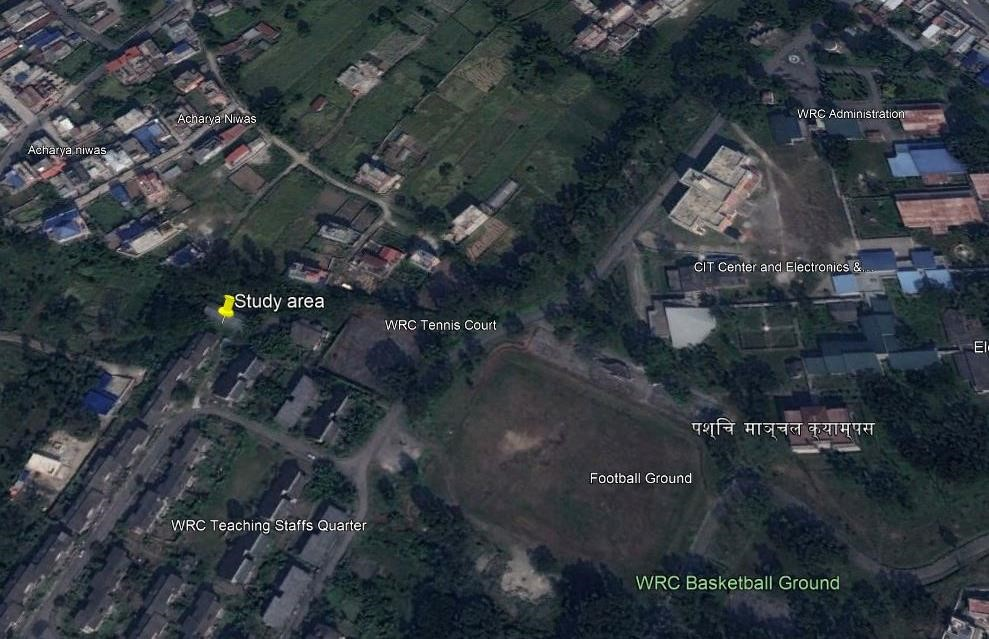 WRC Administration
Acharya Niwas
Acharya niwas
CIT Center and Electronics &...
Study area
WRC Tennis Court
पश्चि माञ्चल क्याम्पस
Football Ground
WRC Teaching Staffs Quarter
WRC Basketball Ground